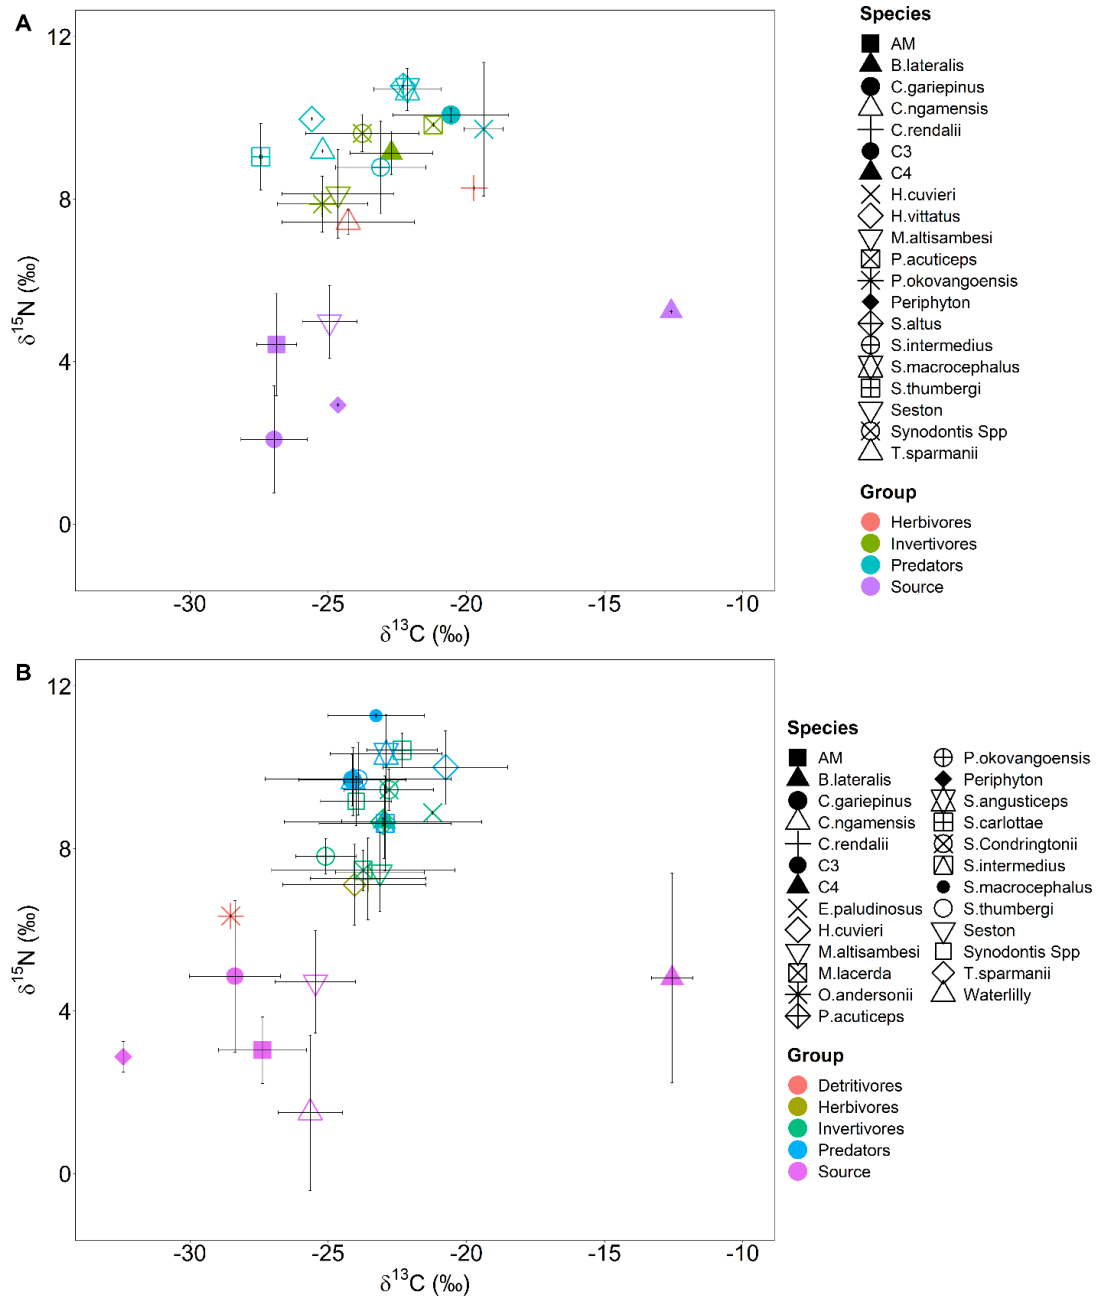 A
12
8
4
0
δ15N (‰)
-30 -25 -20 -15 -10
δ13C (‰)
Species
AM
B.lateralis
C.gariepinus
C.ngamensis
C.rendalii
C3
C4
H.cuvieri
H.vittatus
M.altisambesi
P.acuticeps
P.okovangoensis
Periphyton
S.altus
S.intermedius
S.macrocephalus
S.thumbergi
Seston
Synodontis Spp
T.sparmanii
Group
Herbivores
Invertivores
Predators
Source
B
12
8
4
0
δ15N (‰)
-30 -25 -20 -15 -10
δ13C (‰)
Species
AM
B.lateralis
C.gariepinus
C.ngamensis
C.rendalii
C3
C4
E.paludinosus
H.cuvieri
M.altisambesi
M.lacerda
O.andersonii
P.acuticeps
P.okovangoensis
Periphyton
S.angusticeps
S.carlottae
S.Condringtonii
S.intermedius
S.macrocephalus
S.thumbergi
Seston
Synodontis Spp
T.sparmanii
Waterlilly
Group
Detritivores
Herbivores
Invertivores
Predators
Source